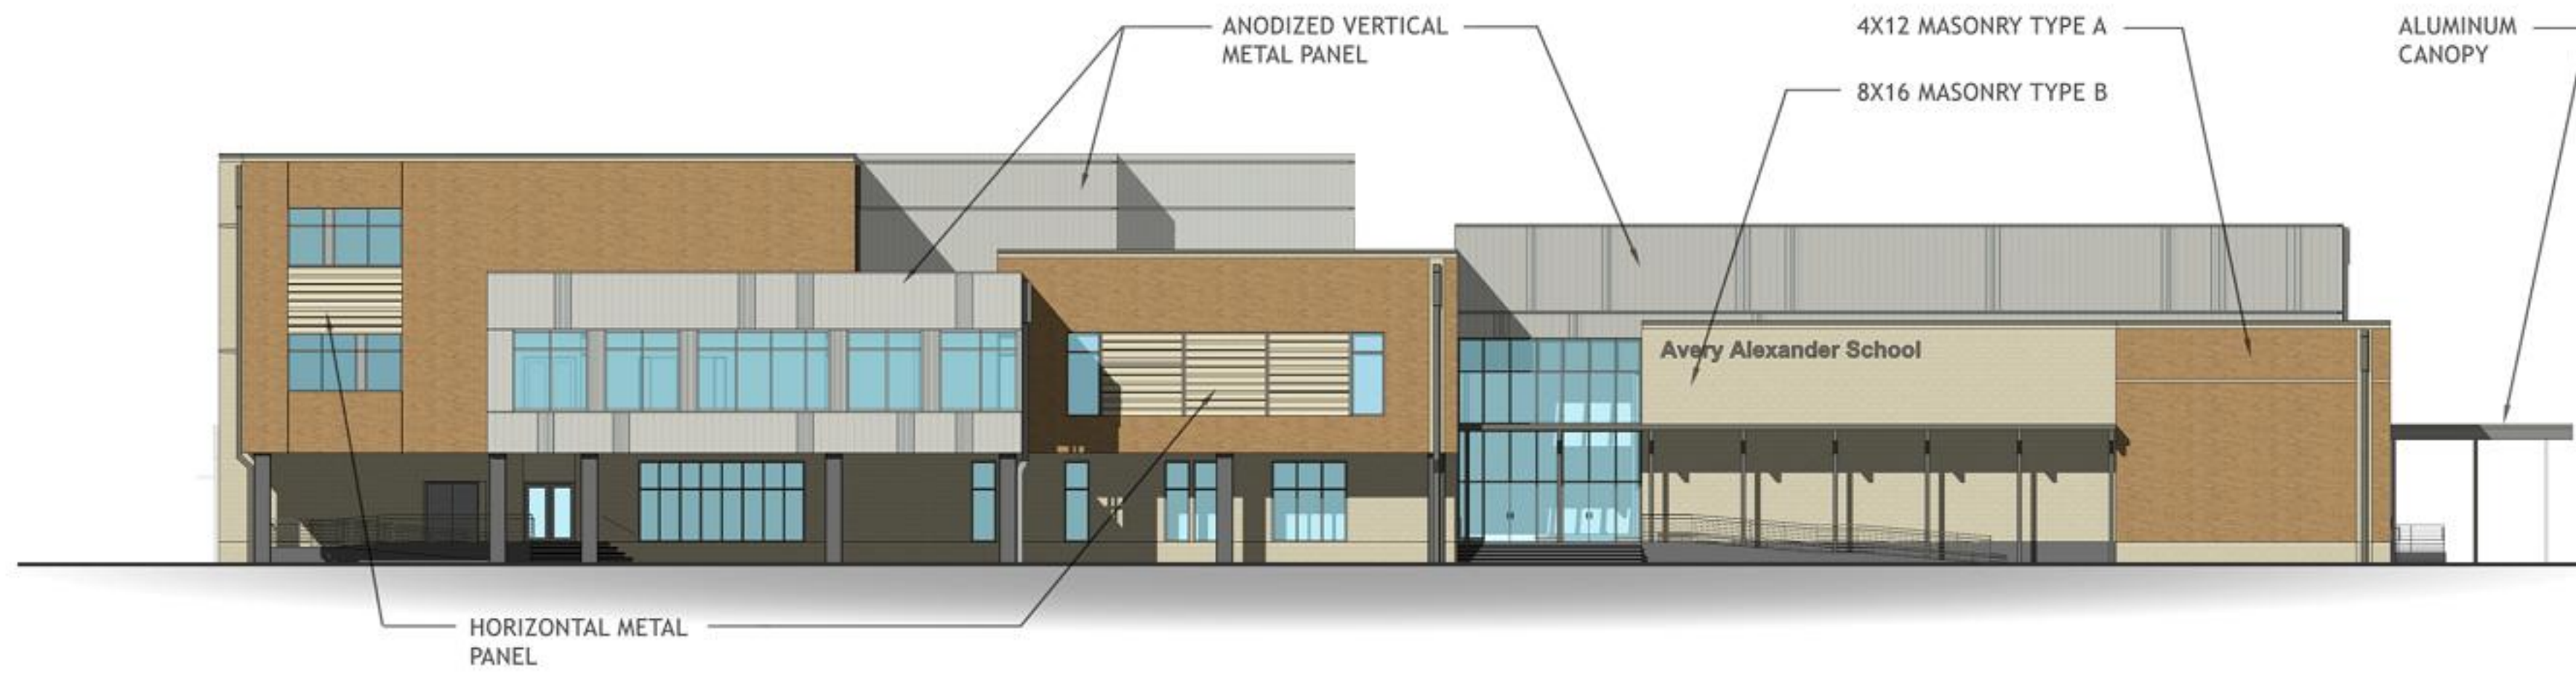 ANODIZED VERTICAL
METAL PANEL
4X12 MASONRY TYPE A
8X16 MASONRY TYPE B
ALUMINUM
CANOPY
Avery Alexander School
HORIZONTAL METAL
PANEL